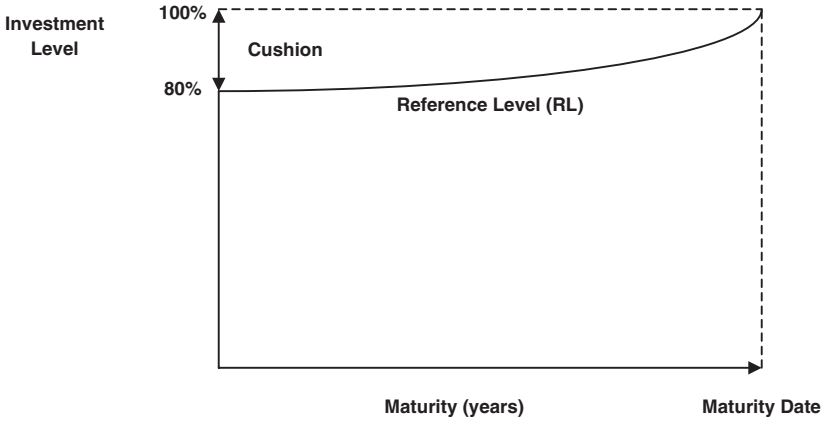 100%
Investment
Level
Cushion
80%
Reference Level (RL)
Maturity (years)
Maturity Date